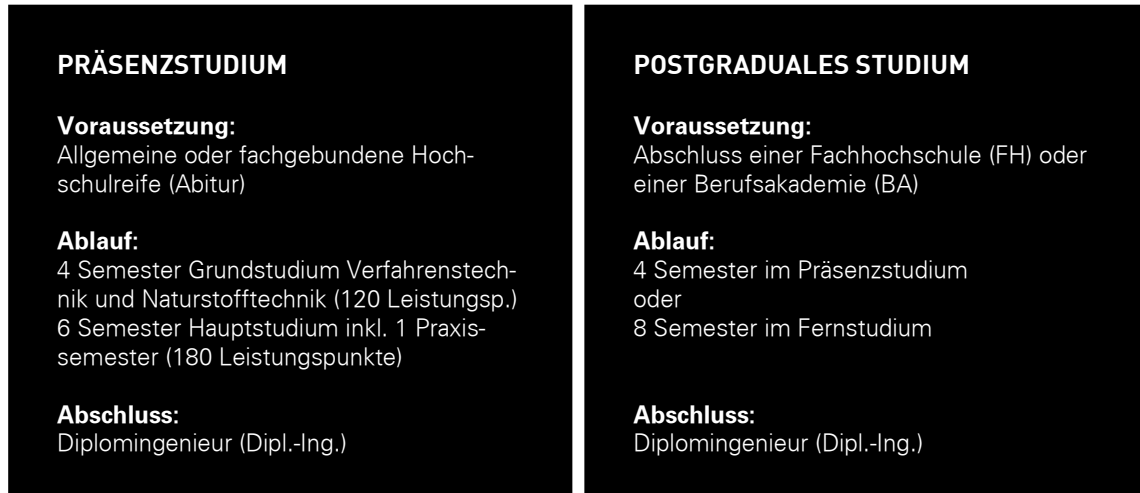 PRÄSENZSTUDIUM
Voraussetzung:
Allgemeine oder fachgebundene Hoch-
schulreife (Abitur)
Ablauf:
4 Semester Grundstudium Verfahrenstech-
nik und Naturstofftechnik (120 Leistungsp.)
6 Semester Hauptstudium inkl. 1 Praxis-
semester (180 Leistungspunkte)
Abschluss:
Diplomingenieur (Dipl.-Ing.)
POSTGRADUALES STUDIUM
Voraussetzung:
Abschluss einer Fachhochschule (FH) oder
einer Berufsakademie (BA)
Ablauf:
4 Semester im Präsenzstudium
oder
8 Semester im Fernstudium
Abschluss:
Diplomingenieur (Dipl.-Ing.)